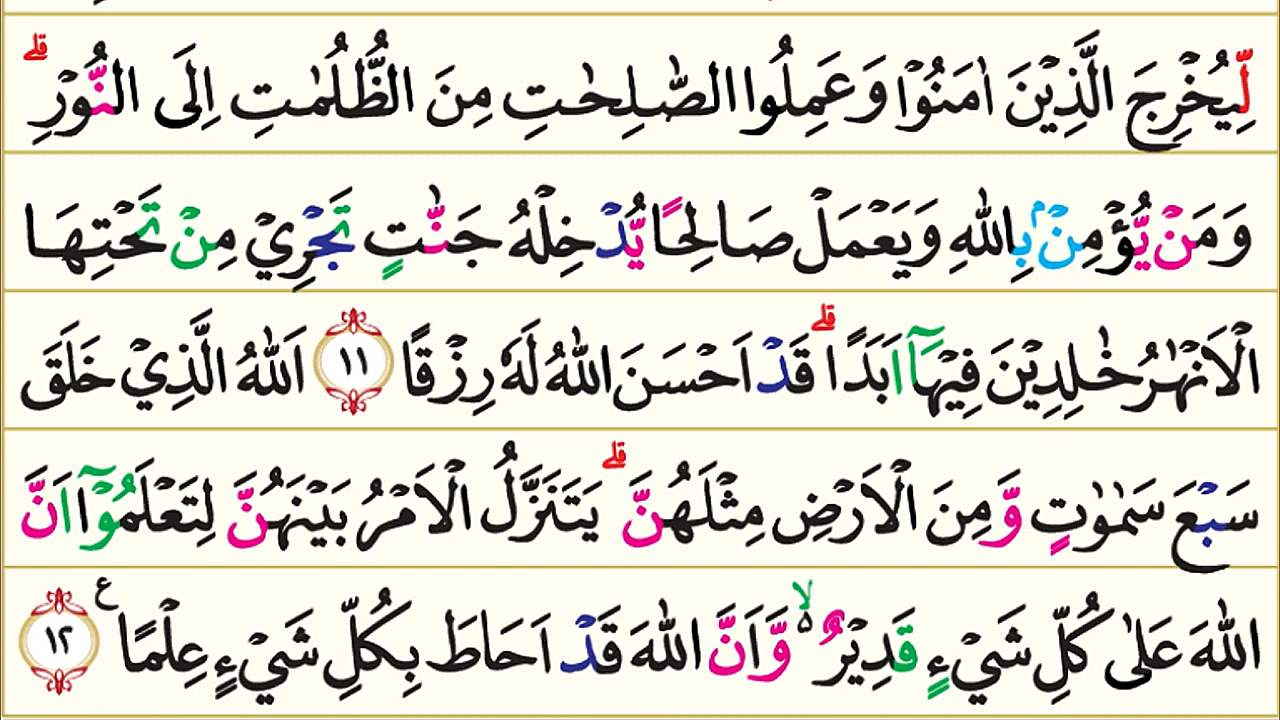 لِّيُخْرِجَ الَّذِيْنَ اٰمَنُوْا وَعَمِلُوا الصّٰلِحٰتِ مِنَ الظُّلُمٰتِ اِلَى النُّوْرِ ؕ
وَمَنْ يُّؤْمِنْۢ بِاللّٰهِ وَيَعْمَلْ صَالِحًا يُّدْخِلْهُ جَنّٰتٍ تَجْرِيْ مِنْ تَحْتِهَا
الْاَنْهٰرُ خٰلِدِيْنَ فِيْهَاۤ اَبَدًا ؕ قَدْ اَحْسَنَ اللّٰهُ لَهٗ رِزْقًا ١١ اَللّٰهُ الَّذِيْ خَلَقَ
سَبْعَ سَمٰوٰتٍ وَّمِنَ الْاَرْضِ مِثْلَهُنَّ ؕ يَتَنَزَّلُ الْاَمْرُ بَيْنَهُنَّ لِتَعْلَمُوْۤا اَنَّ
اللّٰهَ عَلٰى كُلِّ شَيْءٍ قَدِيْرٌ ۙ۬ وَّاَنَّ اللّٰهَ قَدْ اَحَاطَ بِكُلِّ شَيْءٍ عِلْمًا ع ١٢